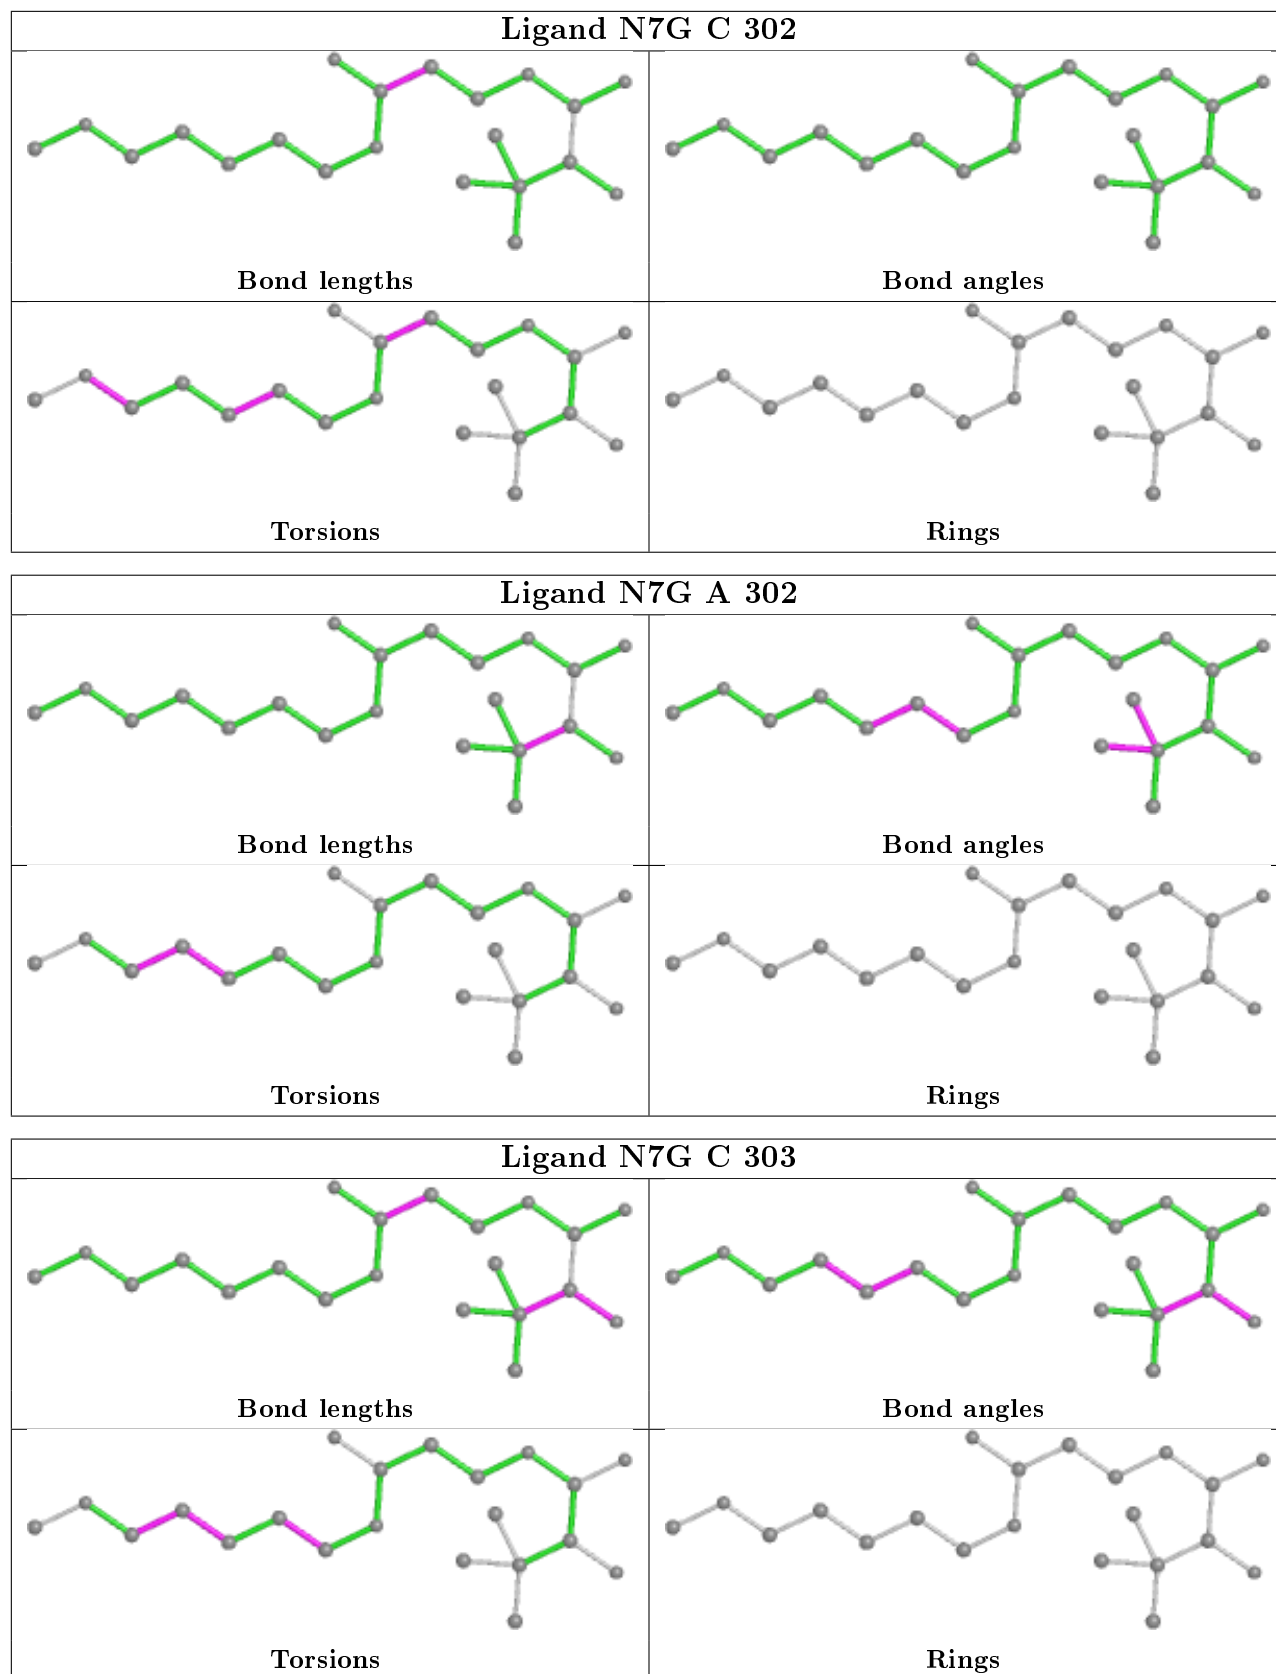 Ligand N7G C 302
Bond lengths
Bond angles
Torsions
Rings
Ligand N7G A 302
Bond lengths
Bond angles
Torsions
Rings
Ligand N7G C 303
Bond lengths
Bond angles
Torsions
Rings